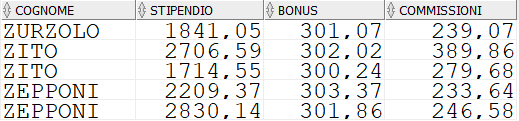 COGNOME STIPENDIO BONUS COMMISSIONI
ZURZOLO 1841,05 301,07 239,07
ZITO 2706,59 302,02 389,86
ZITO 1714,55 300,24 279,68
ZEPPONI 2209,37 303,37 233,64
ZEPPONI 2830,14 301,86 246,58